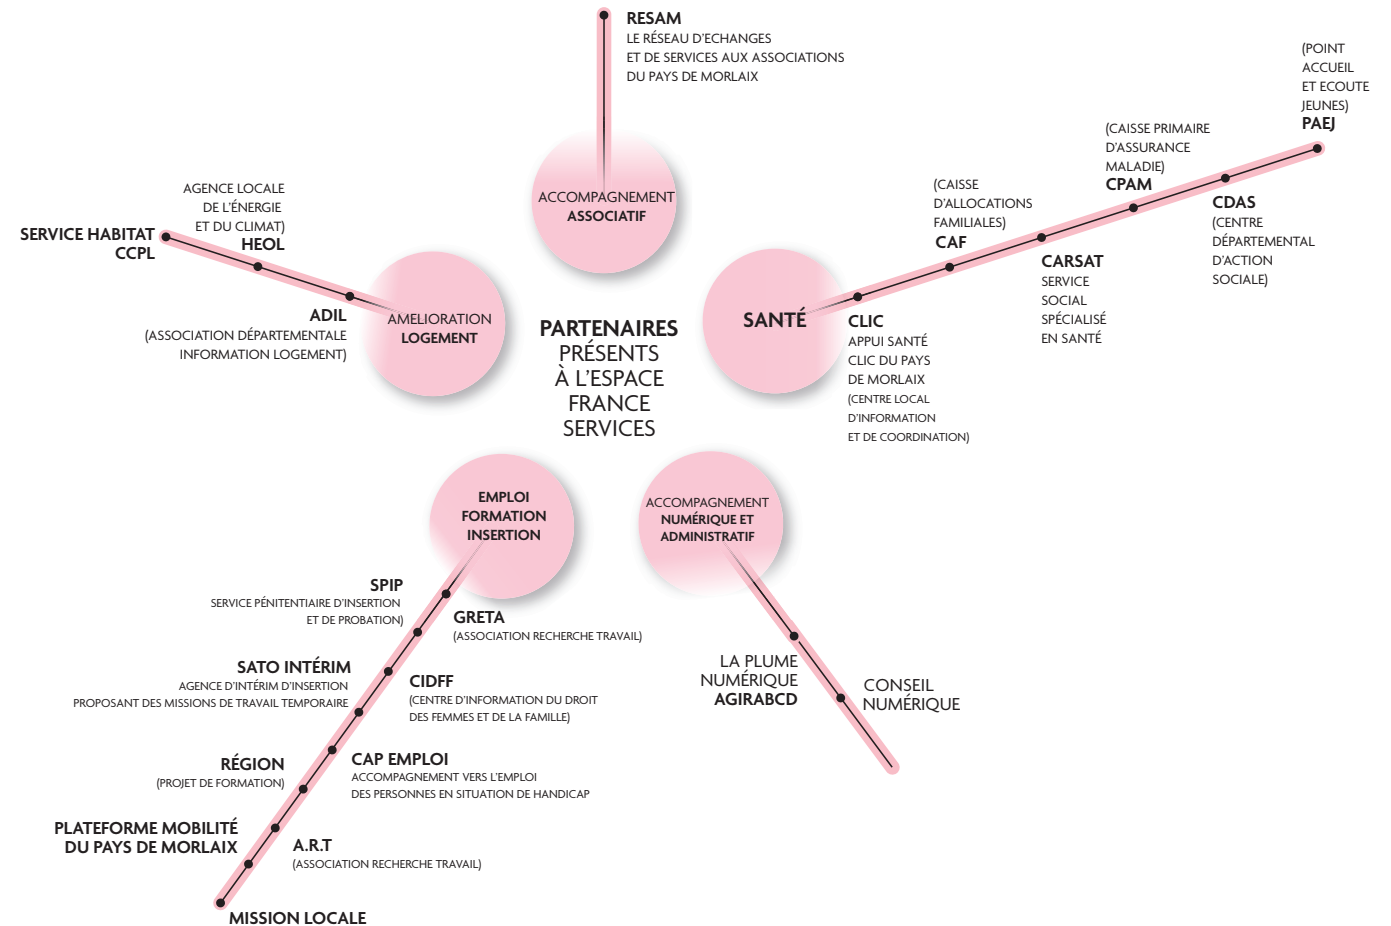 RESAM
LE RÉSEAU D'ECHANGES
ET DE SERVICES AUX ASSOCIATIONS
DU PAYS DE MORLAIX
ACCOMPAGNEMENT
ASSOCIATIF
AGENCE LOCALE
DE L'ÉNERGIE
ET DU CLIMAT)
HEOL
SERVICE HABITAT
CCPL
ADIL
(ASSOCIATION DÉPARTEMENTALE
INFORMATION LOGEMENT)
AMELIORATION
LOGEMENT
PARTENAIRES
PRÉSENTS
À L'ESPACE
FRANCE
SERVICES
SANTÉ
CLIC
APPUI SANTÉ
CLIC DU PAYS
DE MORLAIX
(CENTRE LOCAL
D'INFORMATION
ET DE COORDINATION)
(CAISSE
D'ALLOCATIONS
FAMILIALES)
CAF
CARSAT
SERVICE
SOCIAL
SPÉCIALISÉ
EN SANTÉ
(CAISSE PRIMAIRE
D'ASSURANCE
MALADIE)
CPAM
CDAS
(CENTRE
DÉPARTEMENTAL
D'ACTION
SOCIALE)
(POINT
ACCUEIL
ET ECOUTE
JEUNES)
PAEJ
EMPLOI
FORMATION
INSERTION
SPIP
SERVICE PÉNITENTIAIRE D'INSERTION
ET DE PROBATION)
GRETA
(ASSOCIATION RECHERCHE TRAVAIL)
SATO INTÉRIM
AGENCE D'INTÉRIM D'INSERTION
PROPOSANT DES MISSIONS DE TRAVAIL TEMPORAIRE
CIDFF
(CENTRE D'INFORMATION DU DROIT
DES FEMMES ET DE LA FAMILLE)
RÉGION
(PROJET DE FORMATION)
CAP EMPLOI
ACCOMPAGNEMENT VERS L'EMPLOI
DES PERSONNES EN SITUATION DE HANDICAP
PLATEFORME MOBILITÉ
DU PAYS DE MORLAIX
A.R.T
(ASSOCIATION RECHERCHE TRAVAIL)
MISSION LOCALE
ACCOMPAGNEMENT
NUMÉRIQUE ET
ADMINISTRATIF
LA PLUME
NUMÉRIQUE
AGIRABCD
CONSEIL
NUMÉRIQUE